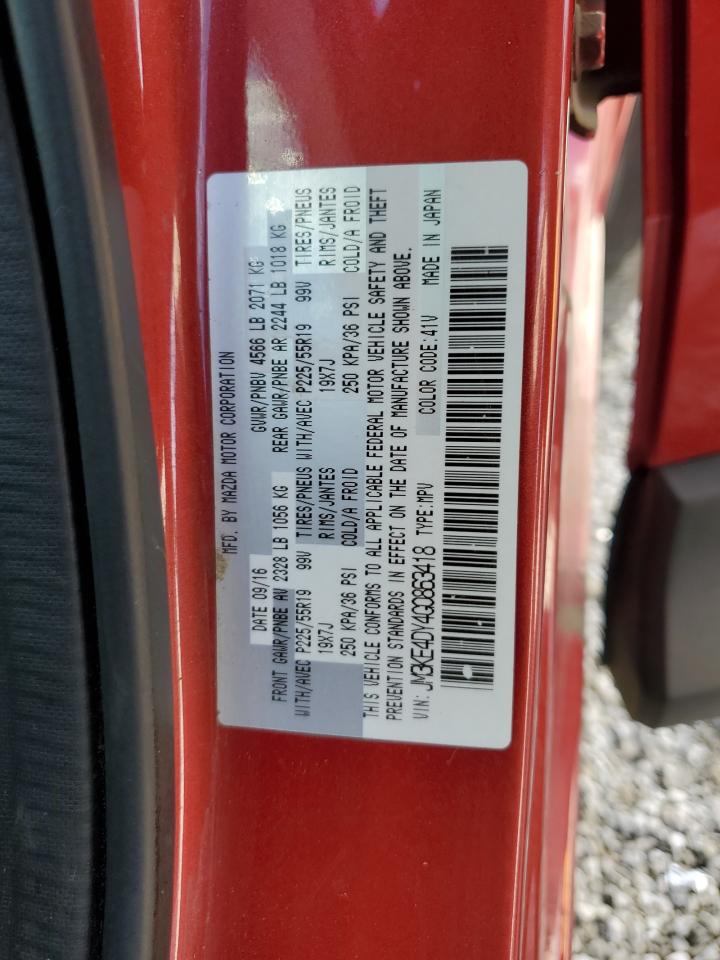 MFD. BY MAZDA MOTOR CORPORATION
DATE 09/16 GVWR/PNBV 4566 LB 2071 KG
FRONT GAWR/PNBE AV 2328 LB 1056 KG REAR GAWR/PNBE AR 2244 LB 1018 KG
WITH/AVEC P225/55R19 99V TIRES/PNEUS WITH/AVEC P225/55R19 99V TIRES/PNEUS
19X7J RIMS/JANTES 19X7J RIMS/JANTES
250 KPA/36 PSI COLD/A FROID 250 KPA/36 PSI COLD/A FROID
THIS VEHICLE CONFORMS TO ALL APPLICABLE FEDERAL MOTOR VEHICLE SAFETY AND THEFT
PREVENTION STANDARDS IN EFFECT ON THE DATE OF MANUFACTURE SHOWN ABOVE.
VIN: JM3KE4DY4G0863418 TYPE:MPV COLOR CODE:41V MADE IN JAPAN